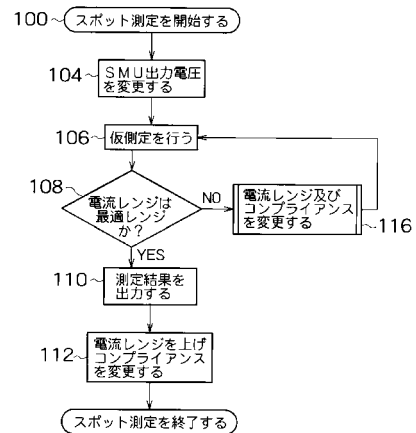 100
スポット測定を開始する
104
SMU出力電圧
を変更する
106
仮側定を行う
108
電流レンジは
最適レンジ
か?
NO
電流レンジ及び
コンプライアンス
を変更する
116
YES
110
測定結果を
出力する
112
電流レンジを上げ
コンプライアンス
を変更する
スポット測定を終了する